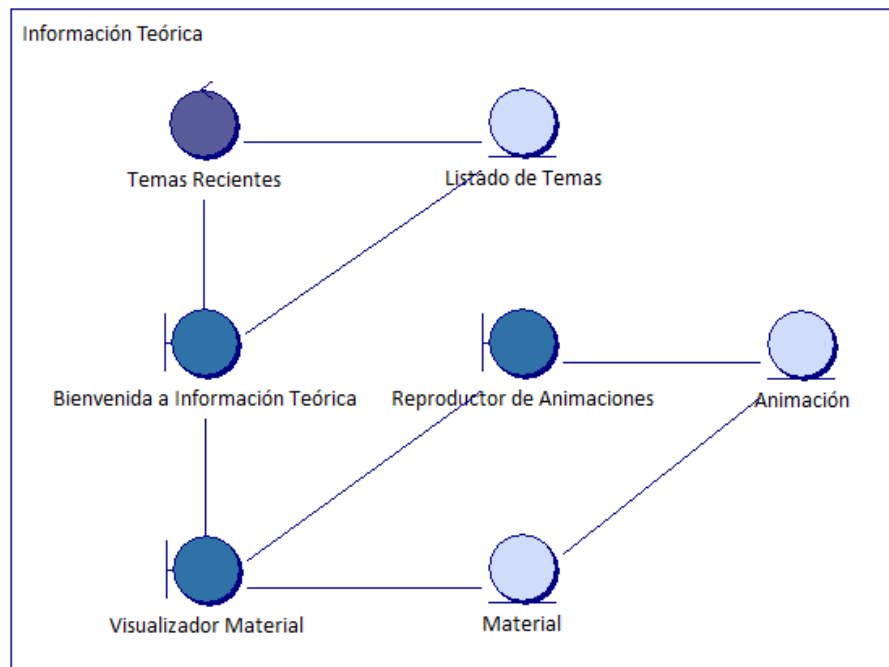 Información Teórica
Temas Recientes
Listado de Temas
Bienvenida a Información Teórica
Reproductor de Animaciones
Animación
Visualizador Material
Material